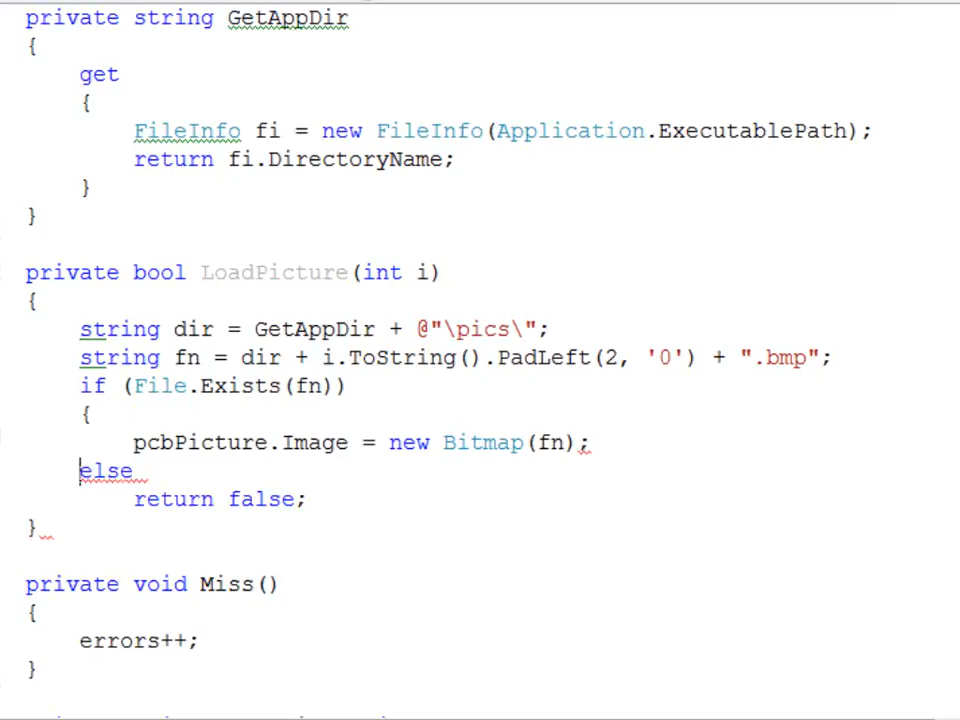 private string GetAppDir
{
get
{
FileInfo fi = new FileInfo(Application.ExecutablePath);
return fi.DirectoryName;
}
}
private bool LoadPicture(int i)
{
string dir = GetAppDir + @"\pics\";
string fn = dir + i.ToString().PadLeft(2, '0') + ".bmp";
if (File.Exists(fn))
{
pcbPicture.Image = new Bitmap(fn);
else
return false;
}
private void Miss()
{
errors++;
}